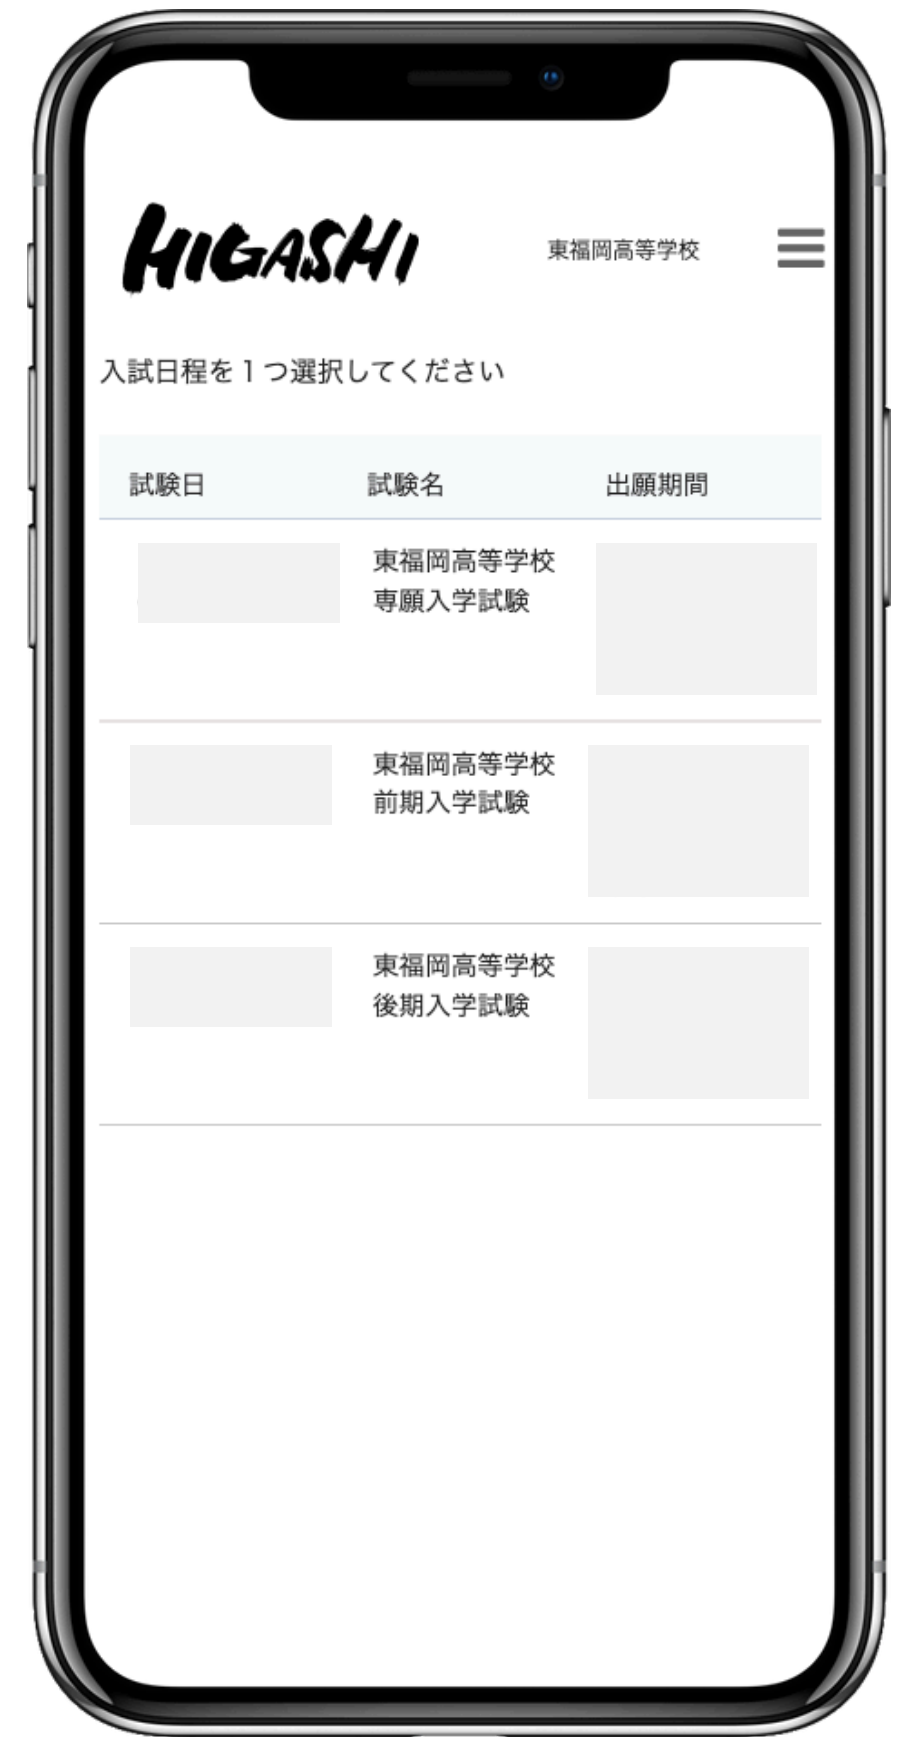 HIGASHI
東福岡高等学校
入試日程を1つ選択してください
試験日 試験名 出願期間
東福岡高等学校
専願入学試験
東福岡高等学校
前期入学試験
東福岡高等学校
後期入学試験